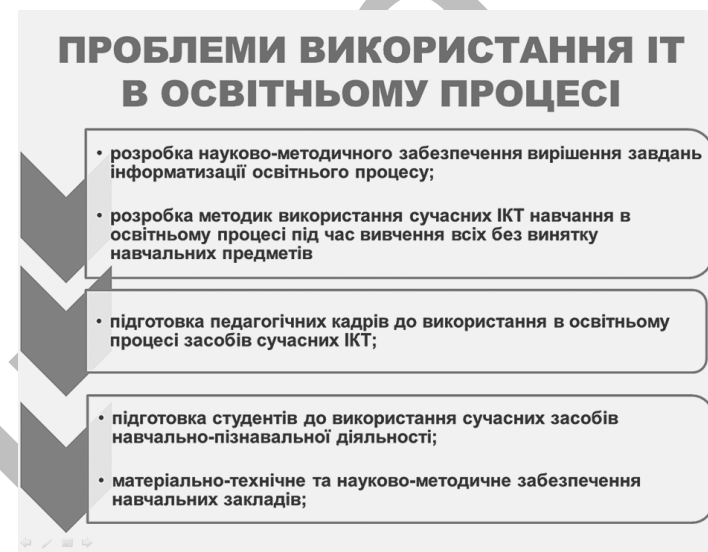 ПРОБЛЕМИ ВИКОРИСТАННЯ ІТ
В ОСВІТНЬОМУ ПРОЦЕСІ
• розробка науково-методичного забезпечення вирішення завдань
інформатизації освітнього процесу;
• розробка методик використання сучасних ІКТ навчання в
освітньому процесі під час вивчення всіх без винятку
навчальних предметів
• підготовка педагогічних кадрів до використання в освітньому
процесі засобів сучасних ІКТ;
• підготовка студентів до використання сучасних засобів
навчально-пізнавальної діяльності;
• матеріально-технічне та науково-методичне забезпечення
навчальних закладів;